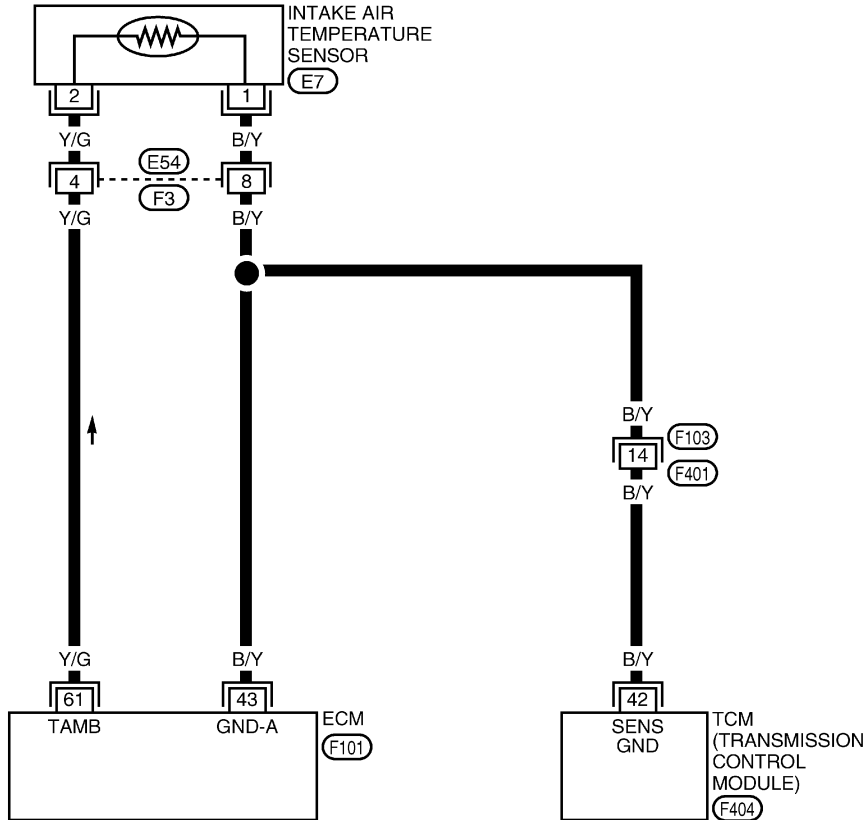 INTAKE AIR
TEMPERATURE
SENSOR
E7
2
1
Y/G
B/Y
E54
4
8
F3
Y/G
B/Y
B/Y
F103
14
F401
B/Y
Y/G
B/Y
B/Y
61
43
42
TAMB
GND-A
ECM
F101
SENS
GND
TCM
(TRANSMISSION
CONTROL
MODULE)
F404